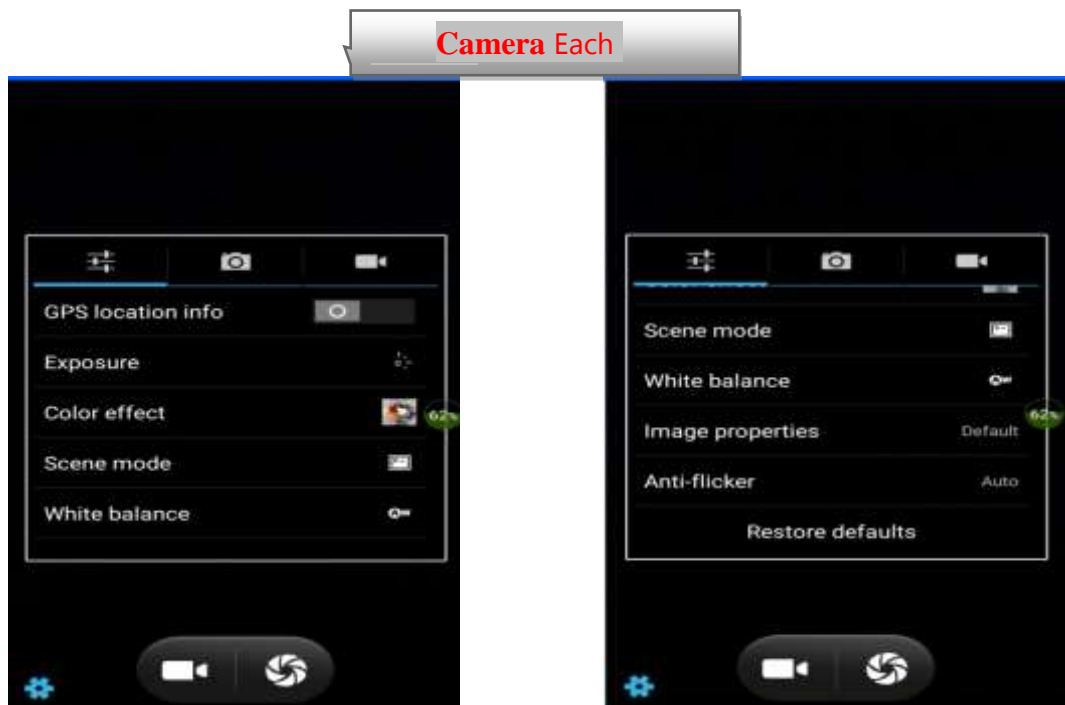 Camera Each
GPS location info
Exposure
Color effect
62%
Scene mode
White balance
Scene mode
White balance
62%
Image properties Default
Anti-flicker Auto
Restore defaults